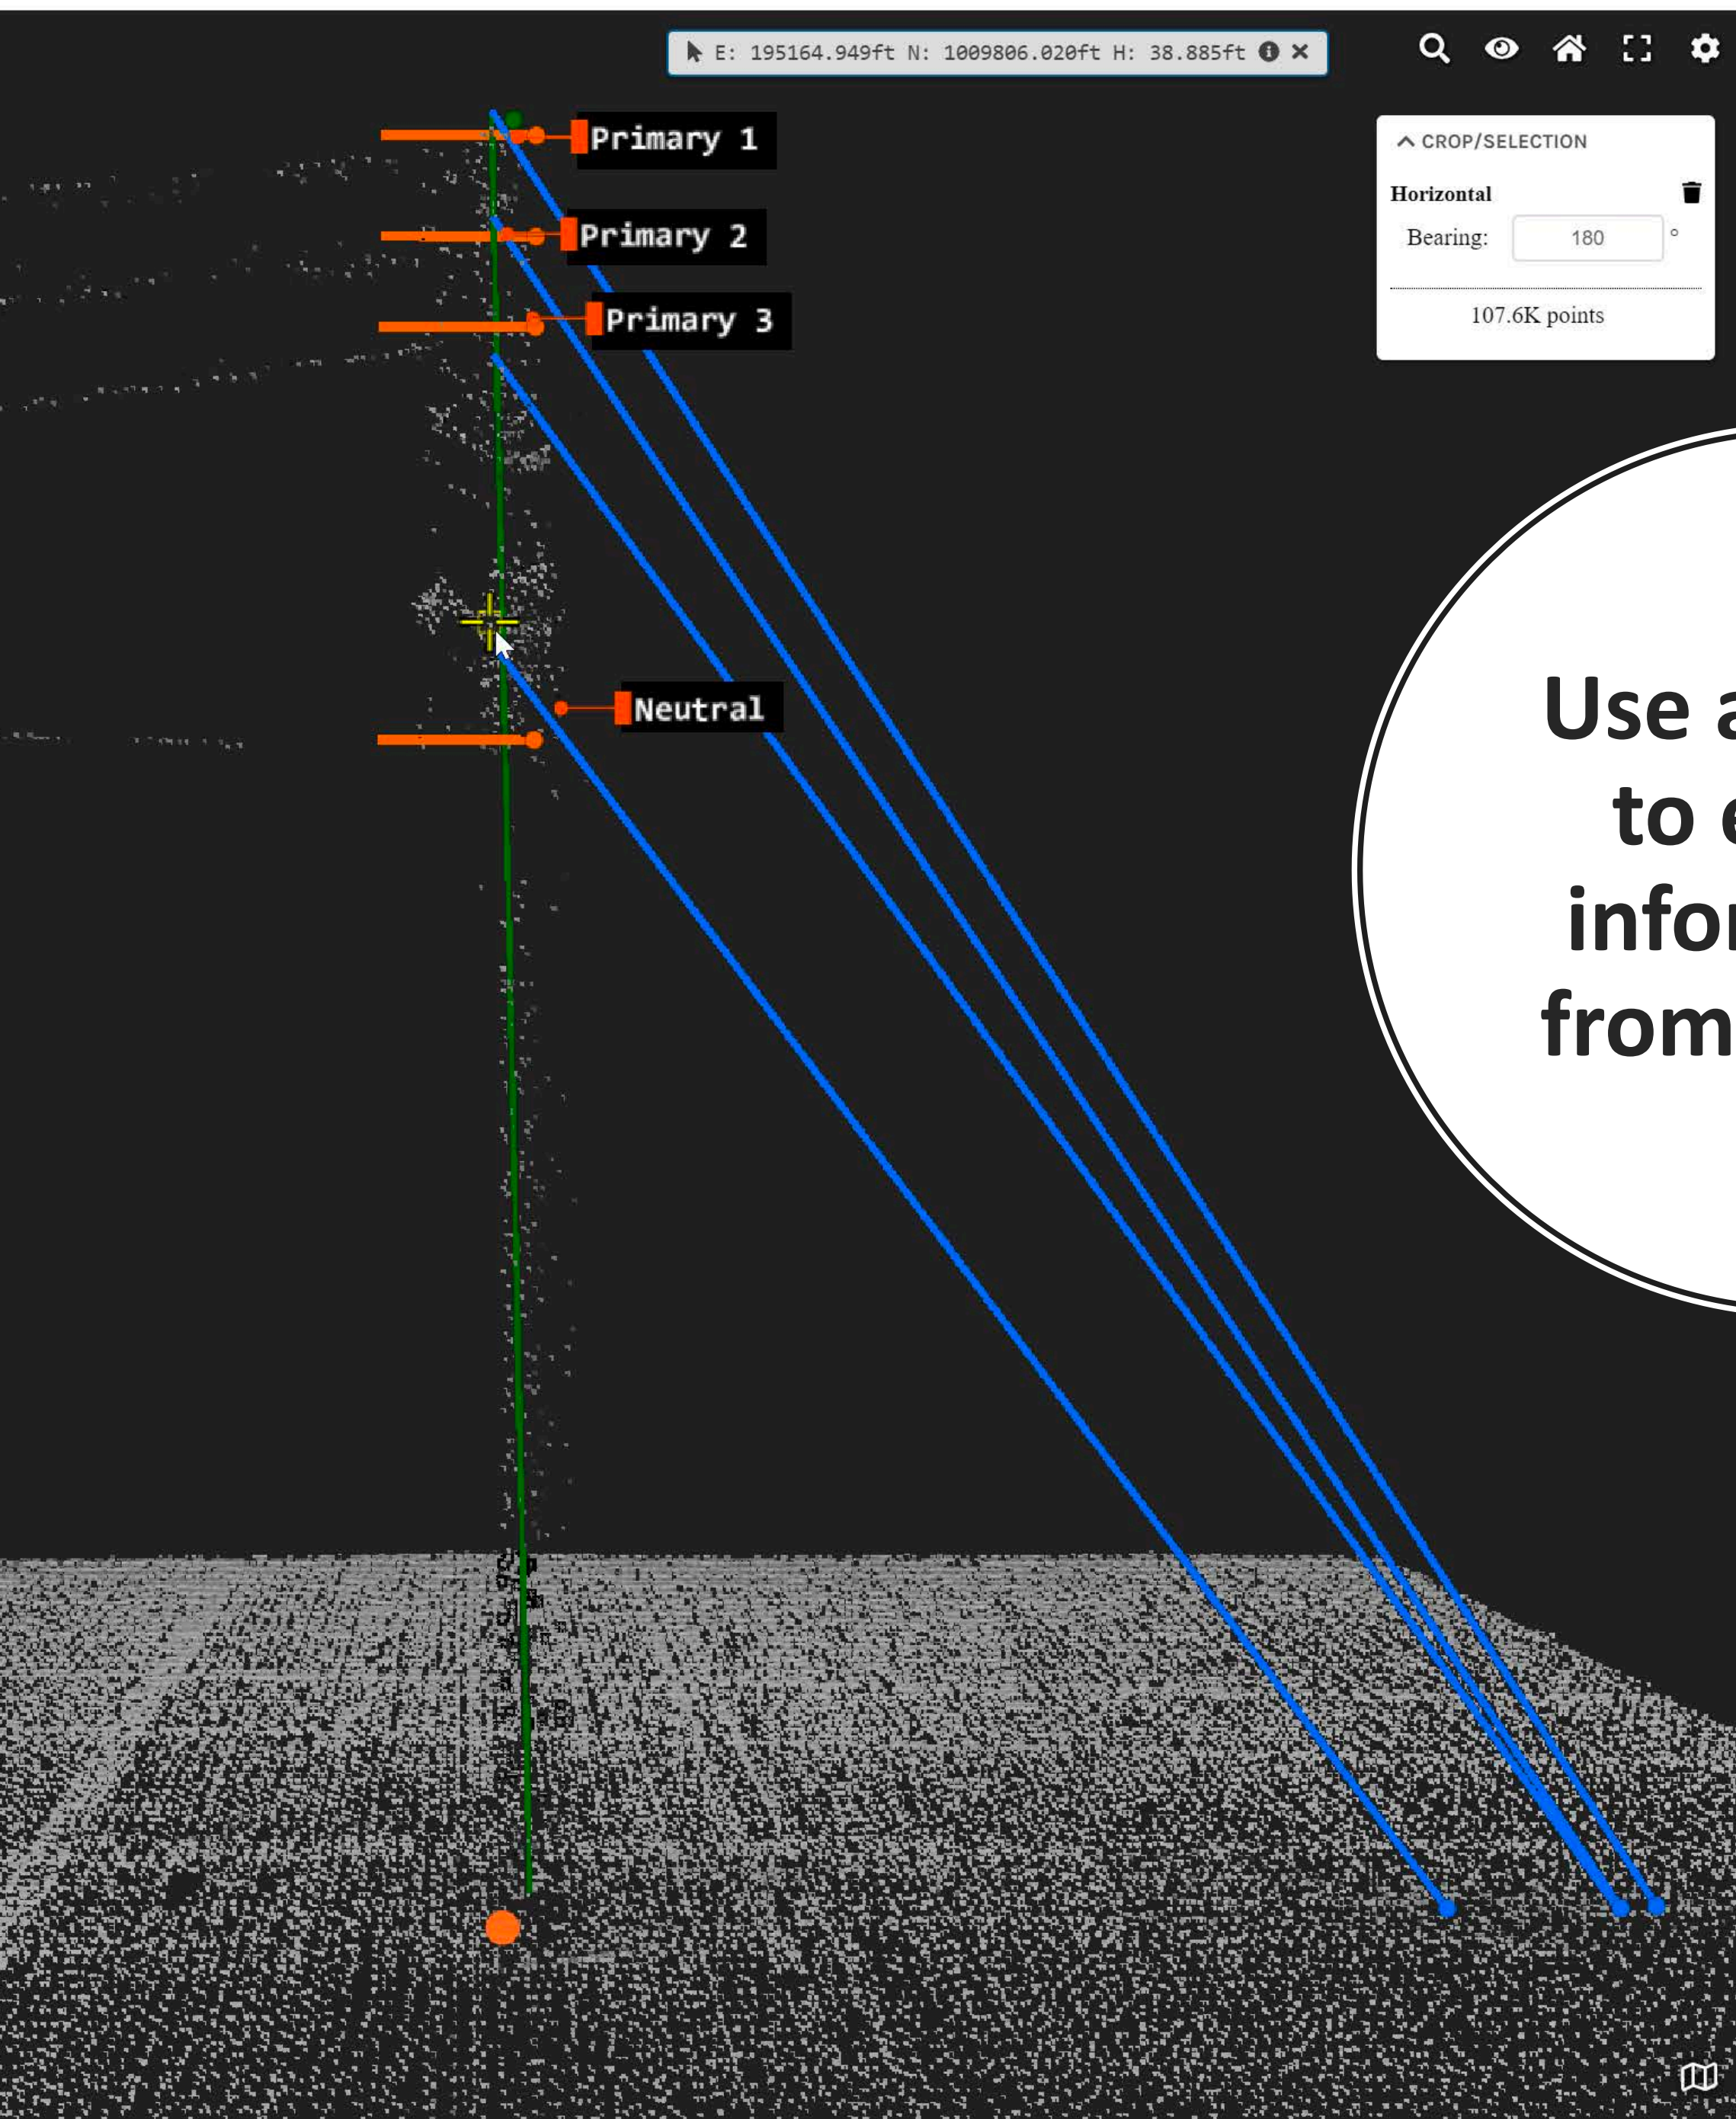 E: 195164.949ft N: 1009806.020ft H: 38.885ft
CROP/SELECTION
Horizontal
Bearing: 180 °
107.6K points
Primary 1
Primary 2
Primary 3
Neutral
Use
to
from